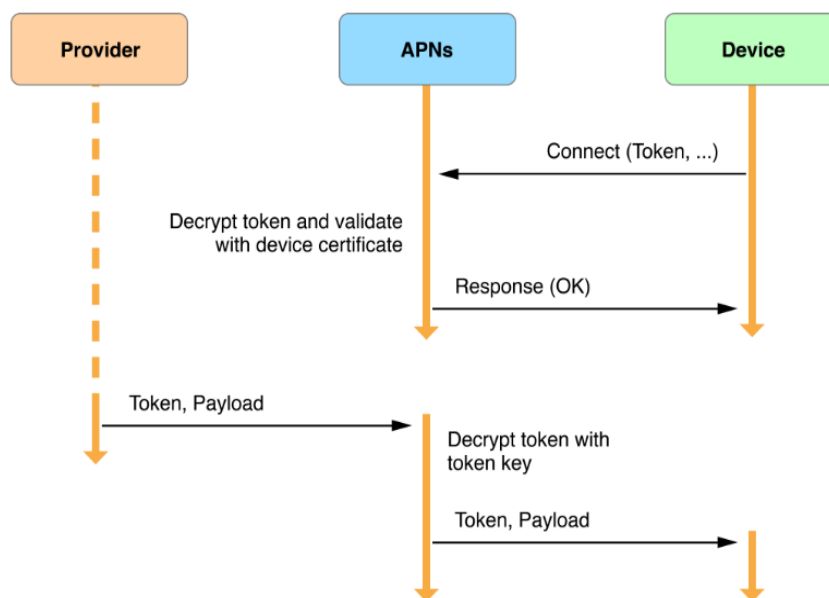 Provider
APNs
Device
Connect (Token, ...)
Decrypt token and validate
with device certificate
Response (OK)
Token, Payload
Decrypt token with
token key
Token, Payload